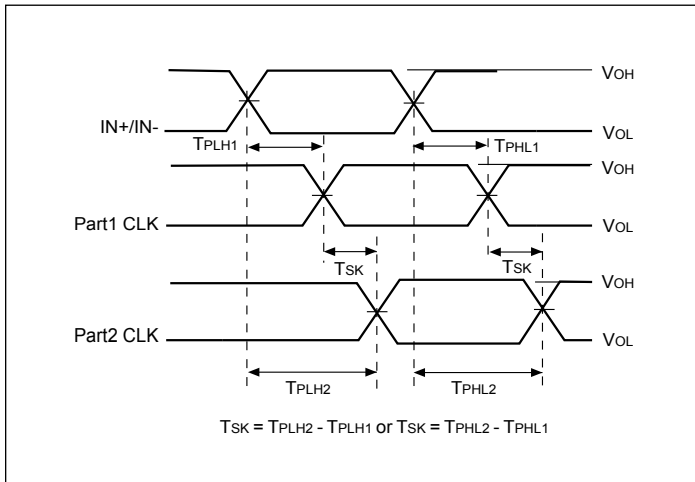 VOH
IN+/IN-
VOL
TPLH1
TPHL1
VOH
Part1 CLK
VOL
TSK
TSK
VOH
Part2 CLK
VOL
TPLH2
TPHL2
TSK = TPLH2 - TPLH1 or TSK = TPHL2 - TPHL1